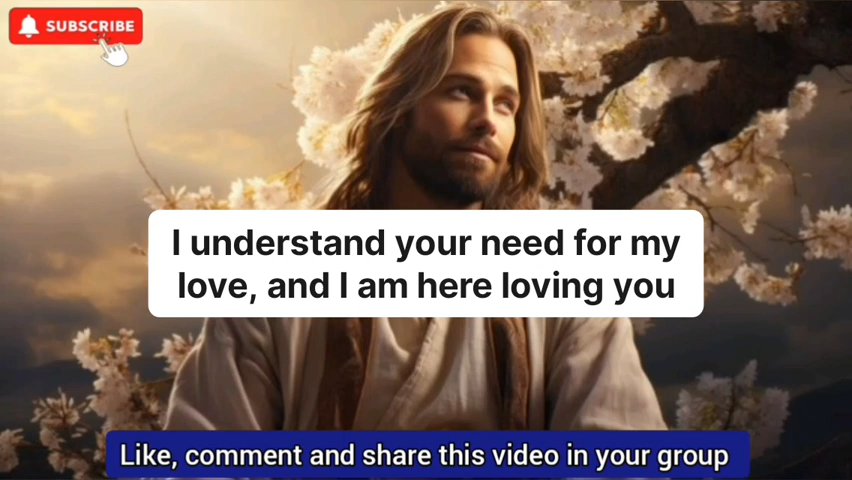 SUBSCRIBE
I understand your need for my
love, and I am here loving you
Like, comment and share this video in your group